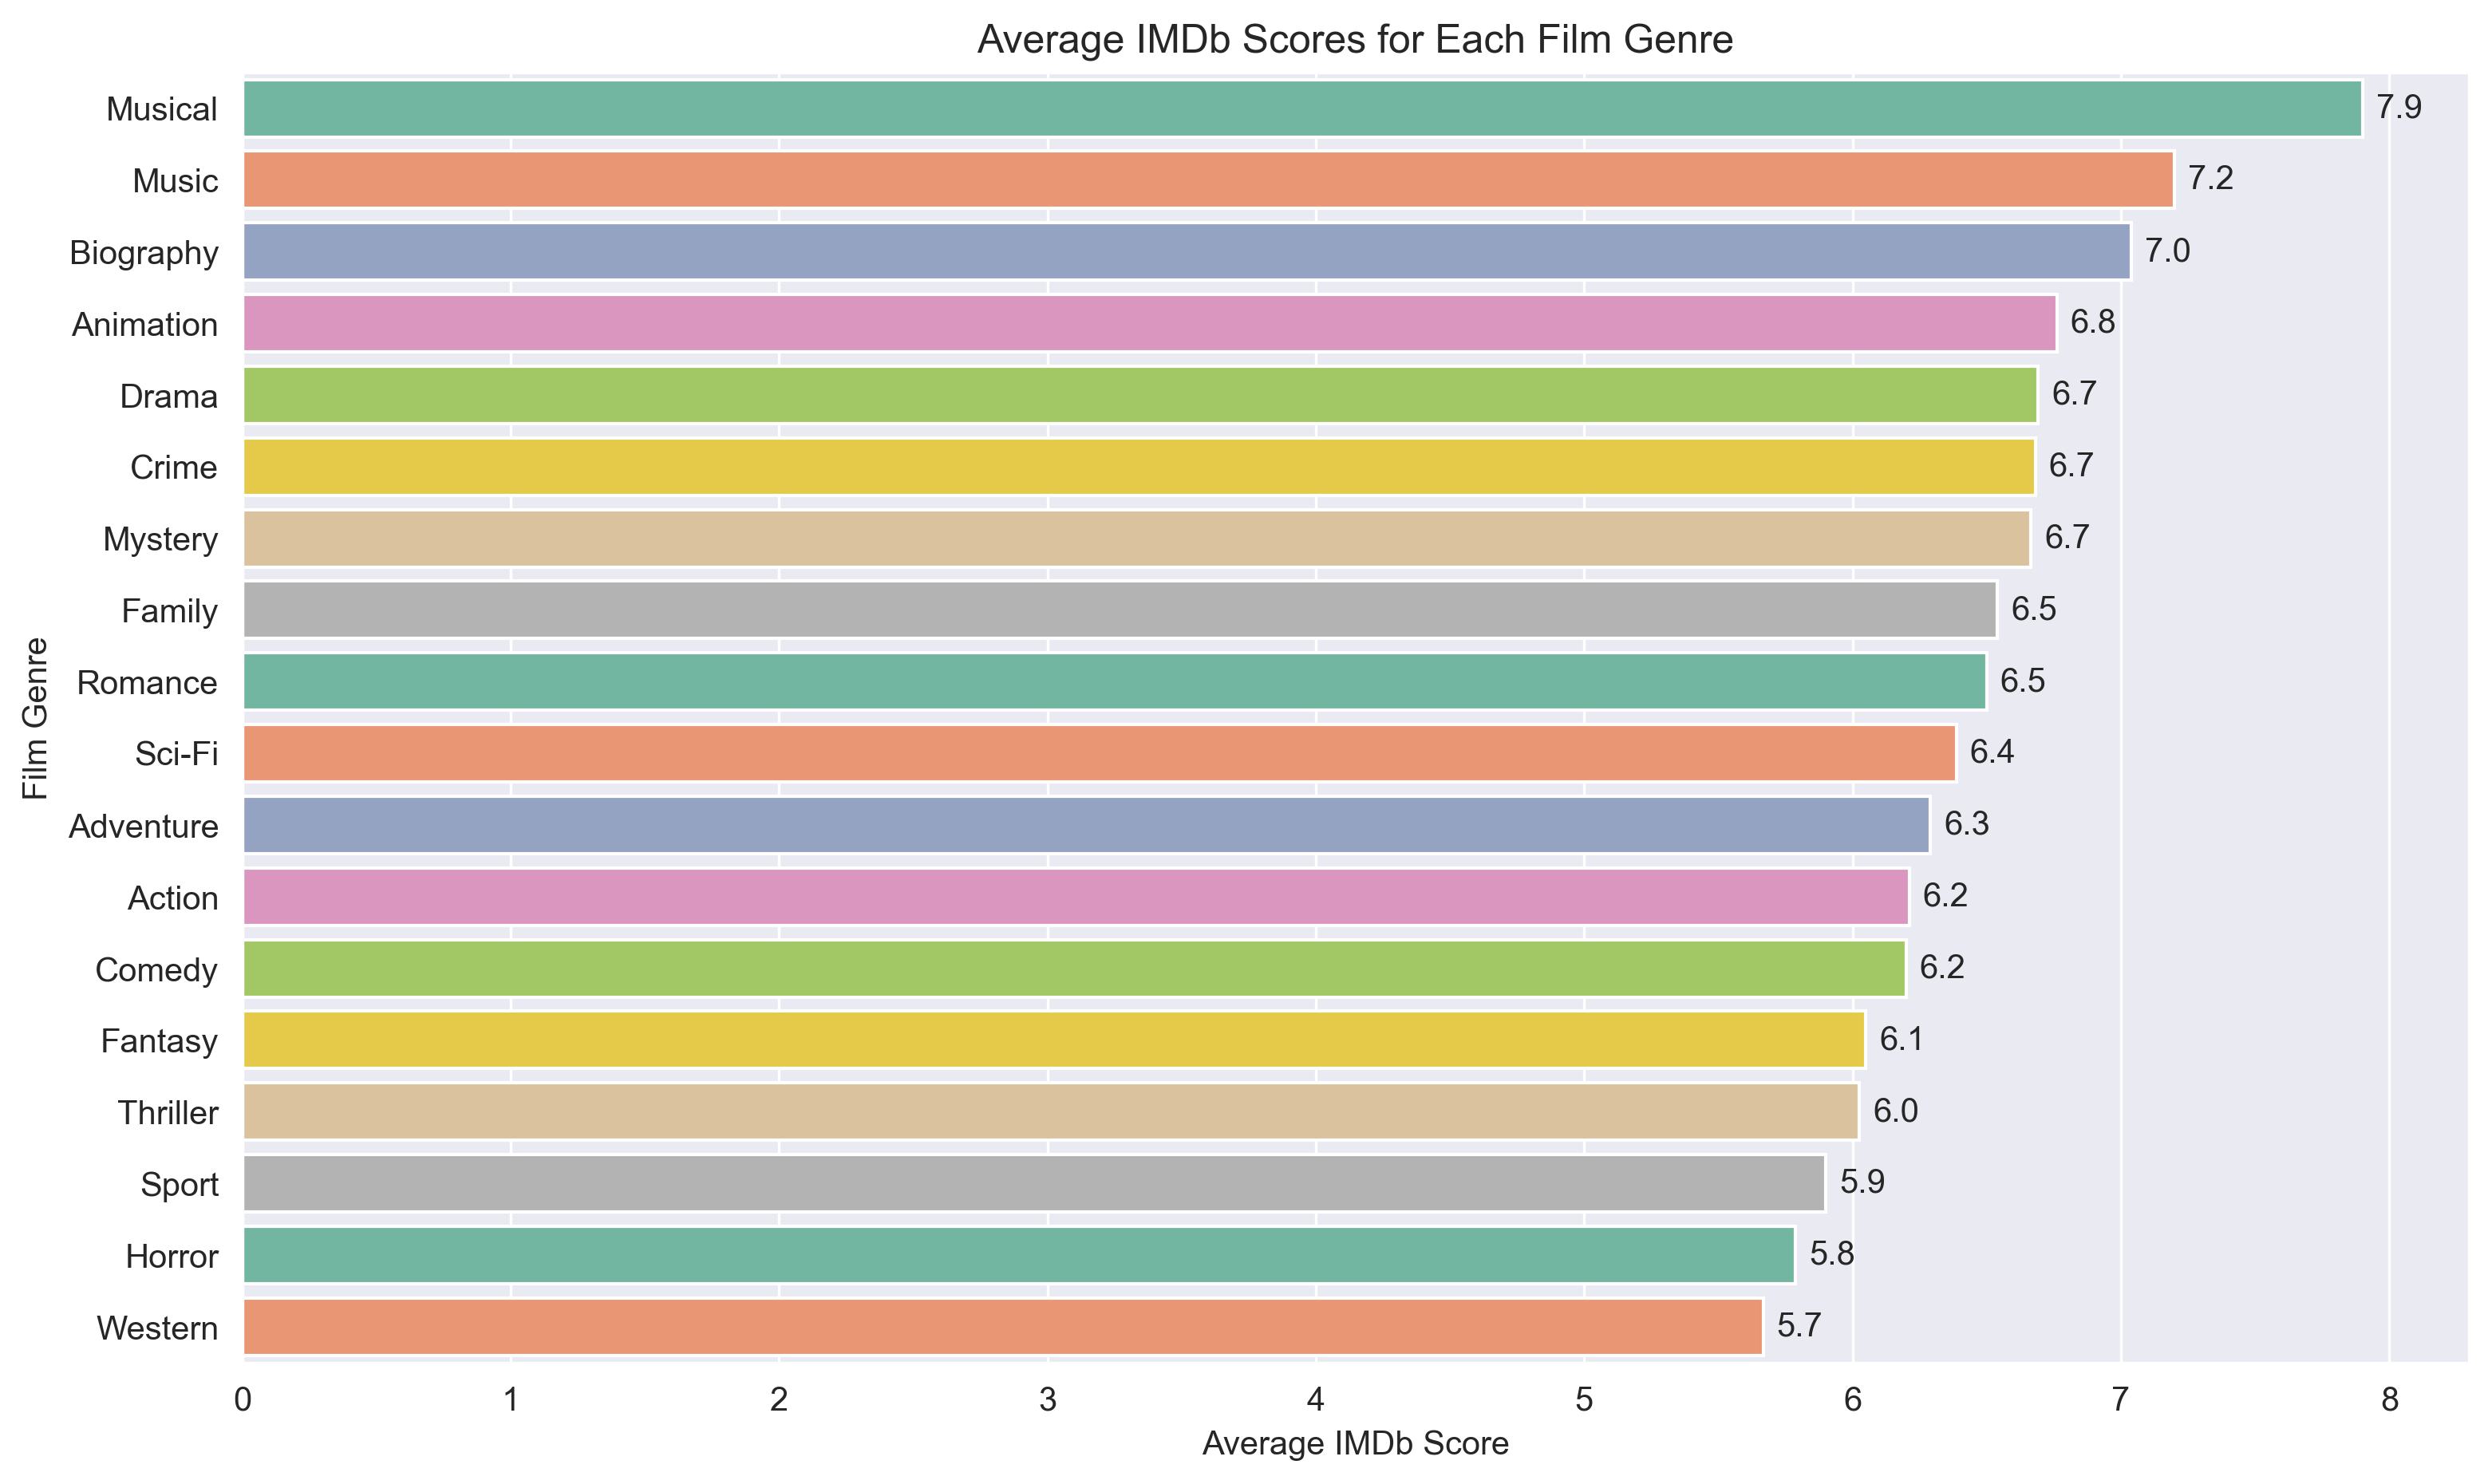 Average IMDb Scores for Each Film Genre
Musical 7.9
Music 7.2
Biography 7.0
Animation 6.8
Drama 6.7
Crime 6.7
Mystery 6.7
Family 6.5
Romance 6.5
Sci-Fi 6.4
Adventure 6.3
Action 6.2
Comedy 6.2
Fantasy 6.1
Thriller 6.0
Sport 5.9
Horror 5.8
Western 5.7
Film Genre
0 1 2 3 4 5 6 7 8
Average IMDb Score